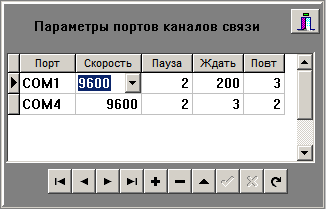 Параметры портов каналов связи
Порт Скорость Пауза Ждать Повт
COM1 9600 2 200 3
COM4 9600 2 3 2